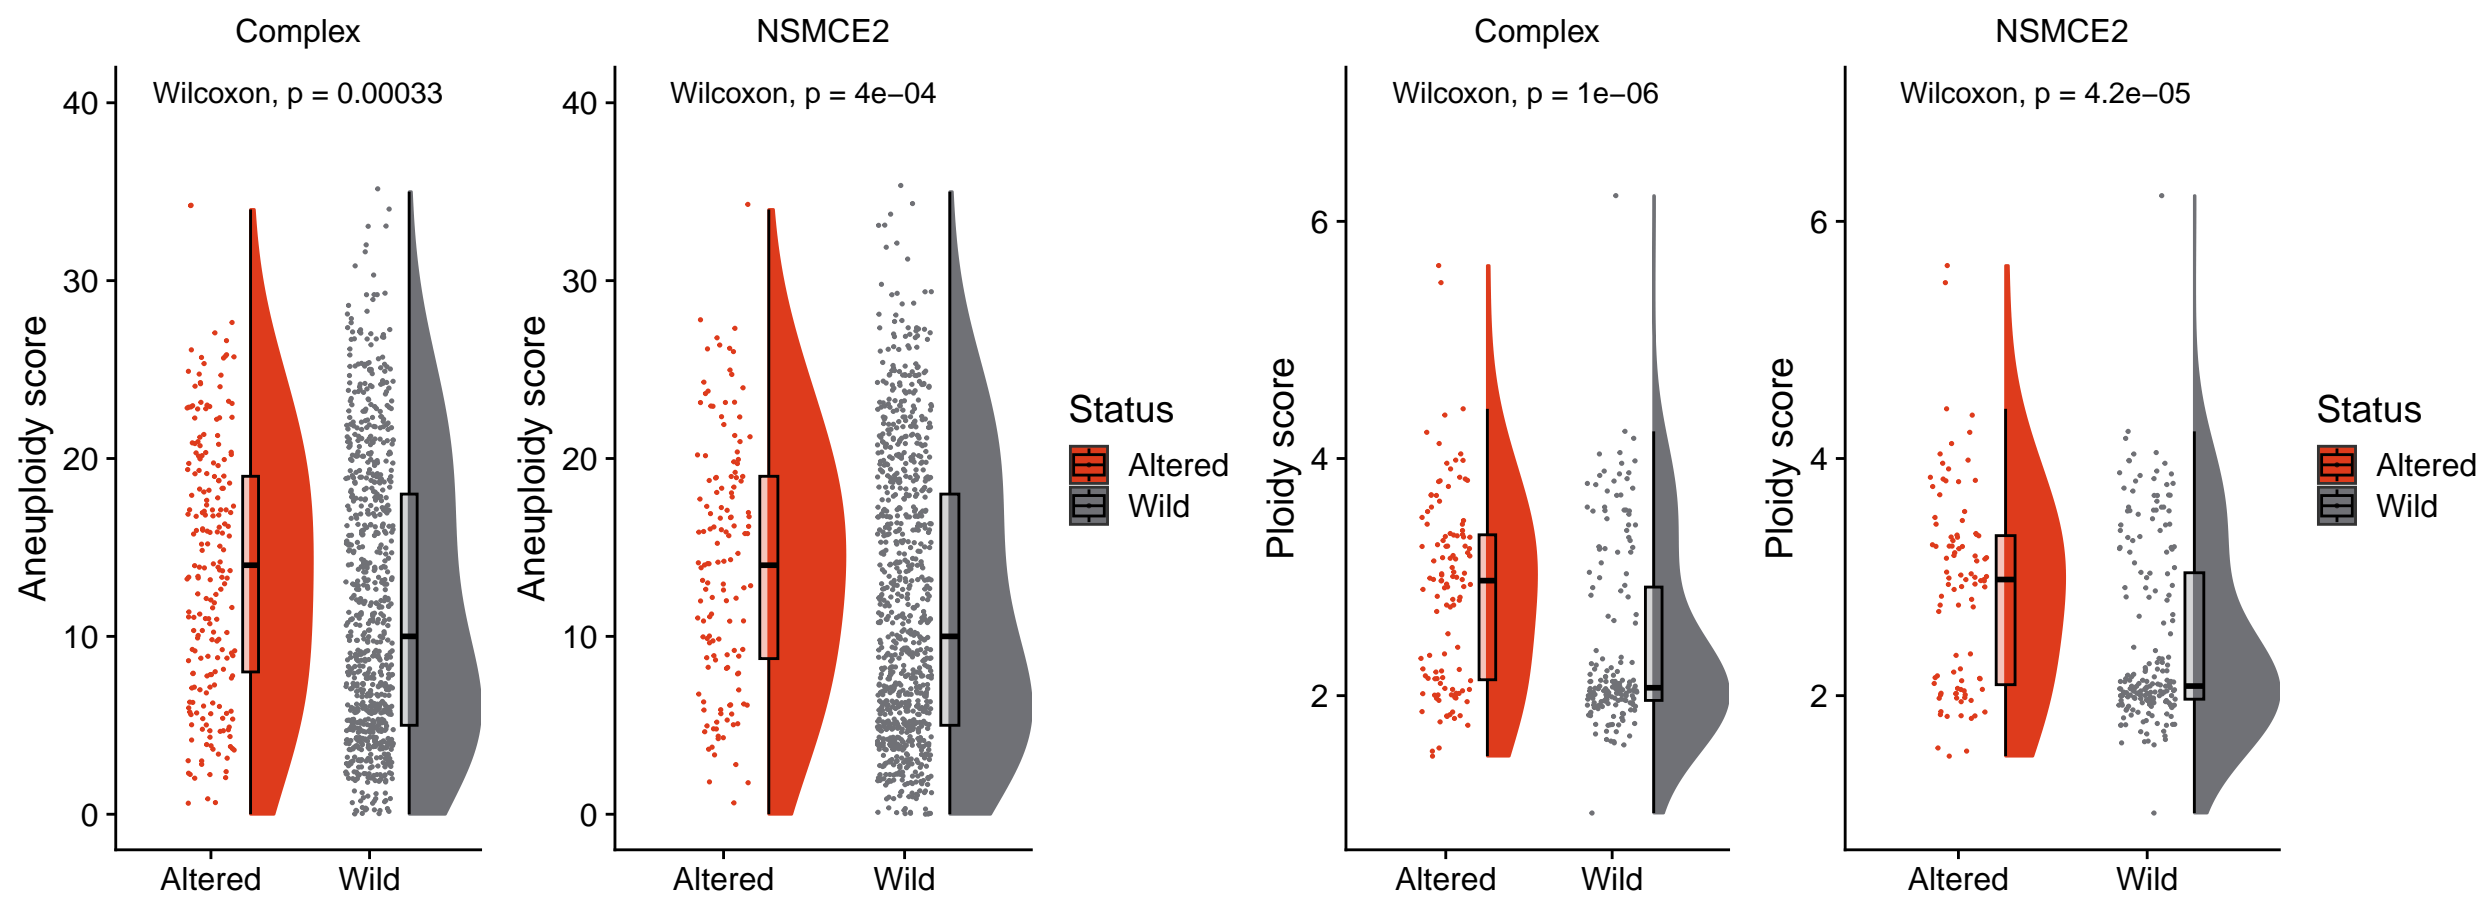 Complex
NSMCE2
Complex
NSMCE2
Wilcoxon, p = 0.00033
Wilcoxon, p = 4e−04
Wilcoxon, p = 1e−06
Wilcoxon, p = 4.2e−05
Aneuploidy score
40
30
20
10
0
Altered
Wild
Aneuploidy score
40
30
20
10
0
Altered
Wild
Status
Altered
Wild
Ploidy score
6
4
2
Altered
Wild
Ploidy score
6
4
2
Altered
Wild
Status
Altered
Wild